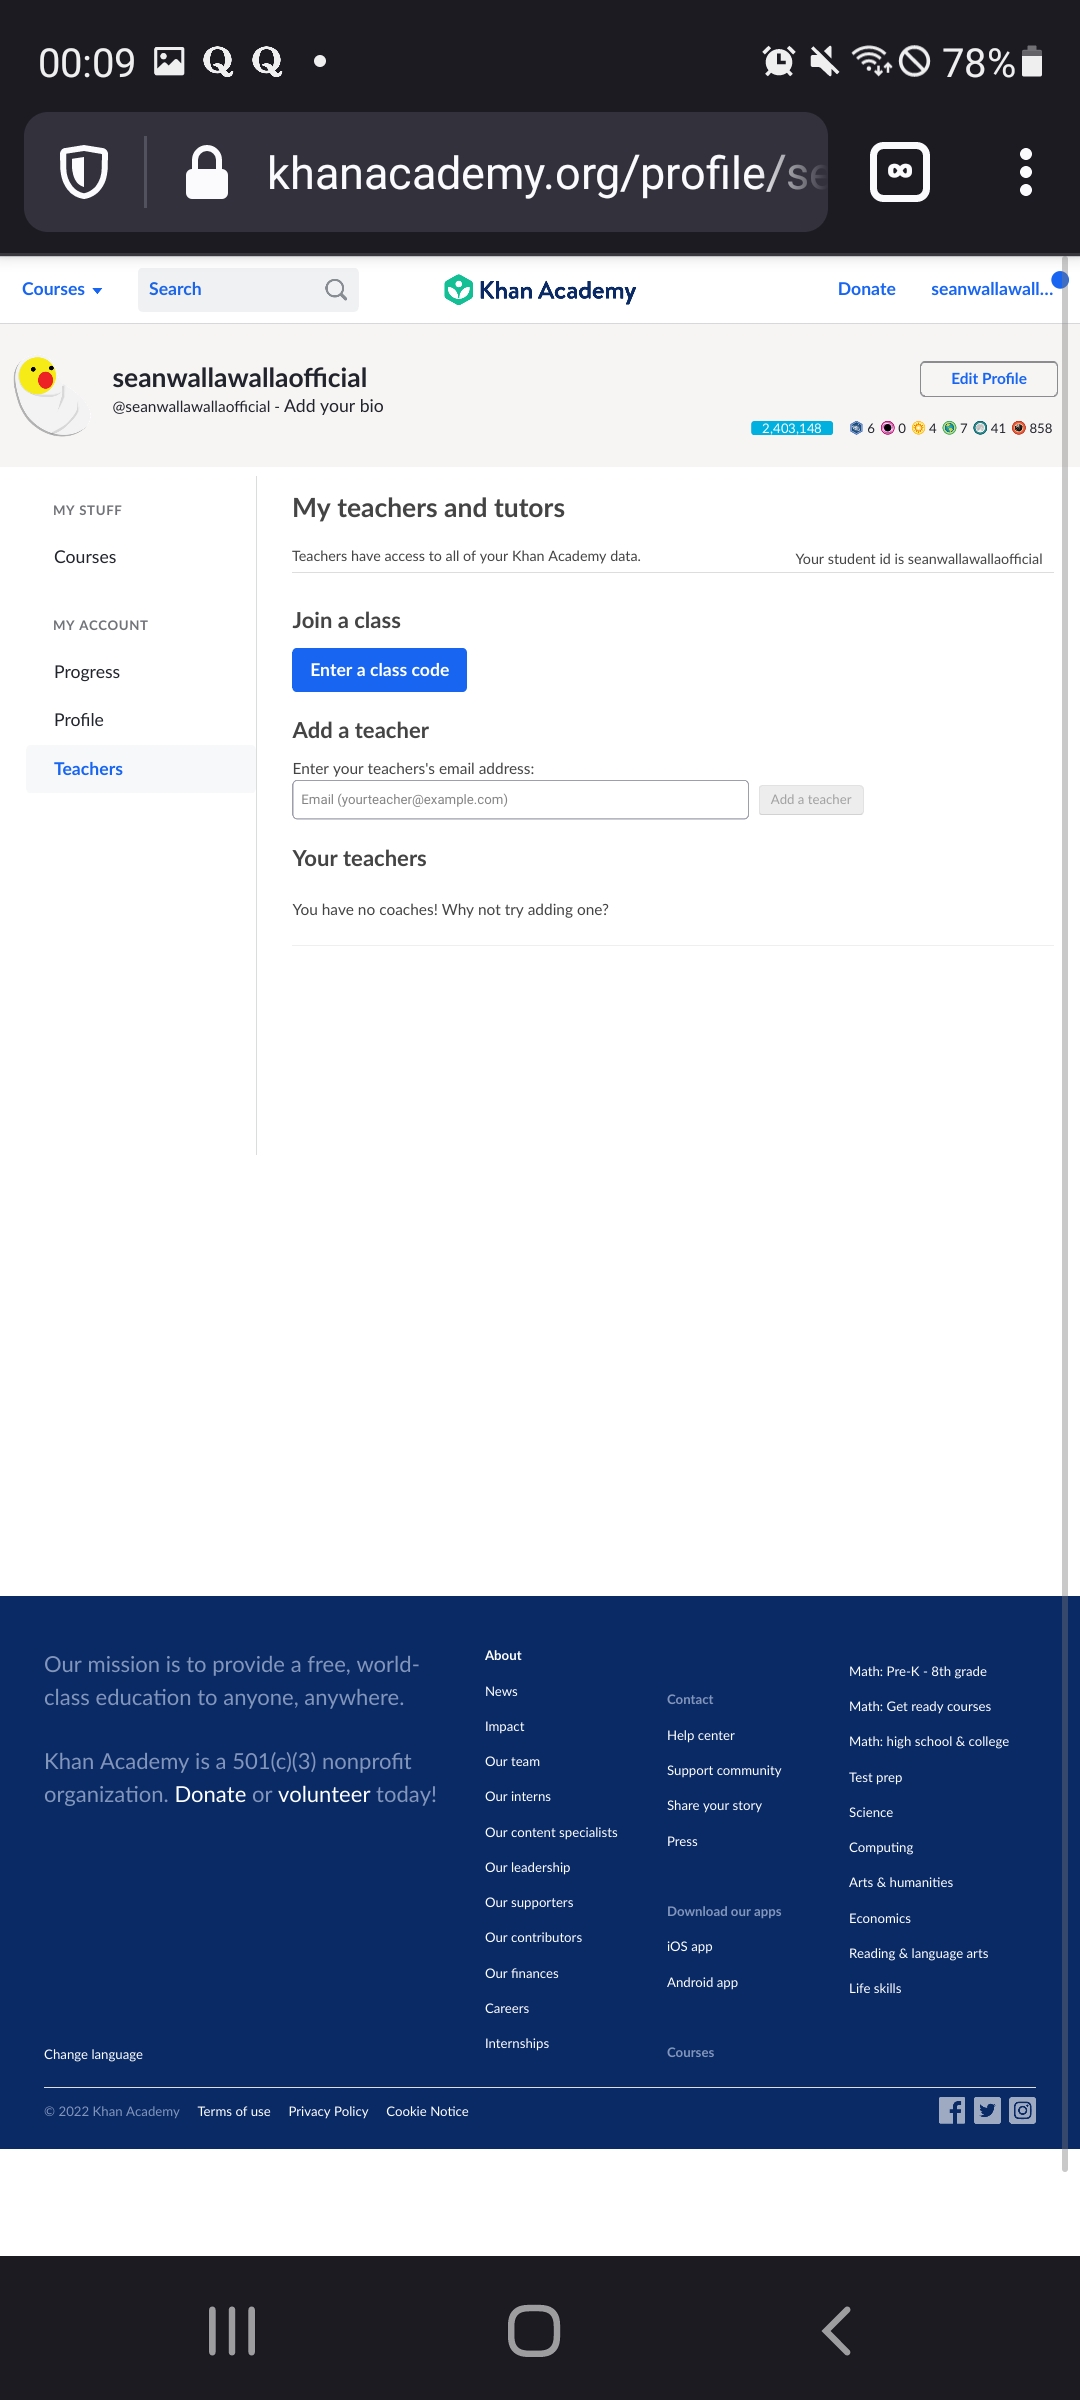 00:09
78%
khanacademy.org/profile/se
Courses
Search
Khan Academy
Donate
seanwallawall...
seanwallawallaofficial
@seanwallawallaofficial - Add your bio
Edit Profile
2,403,148 6 0 4 7 41 858
MY STUFF
Courses
MY ACCOUNT
Progress
Profile
Teachers
My teachers and tutors
Teachers have access to all of your Khan Academy data.
Your student id is seanwallawallaofficial
Join a class
Enter a class code
Add a teacher
Enter your teachers's email address:
Email (yourteacher@example.com)
Add a teacher
Your teachers
You have no coaches! Why not try adding one?
Our mission is to provide a free, world-
class education to anyone, anywhere.
Khan Academy is a 501(c)(3) nonprofit
organization. Donate or volunteer today!
Change language
About
News
Impact
Our team
Our interns
Our content specialists
Our leadership
Our supporters
Our contributors
Our finances
Careers
Internships
Contact
Help center
Support community
Share your story
Press
Download our apps
iOS app
Android app
Courses
Math: Pre-K - 8th grade
Math: Get ready courses
Math: high school & college
Test prep
Science
Computing
Arts & humanities
Economics
Reading & language arts
Life skills
© 2022 Khan Academy
Terms of use
Privacy Policy
Cookie Notice